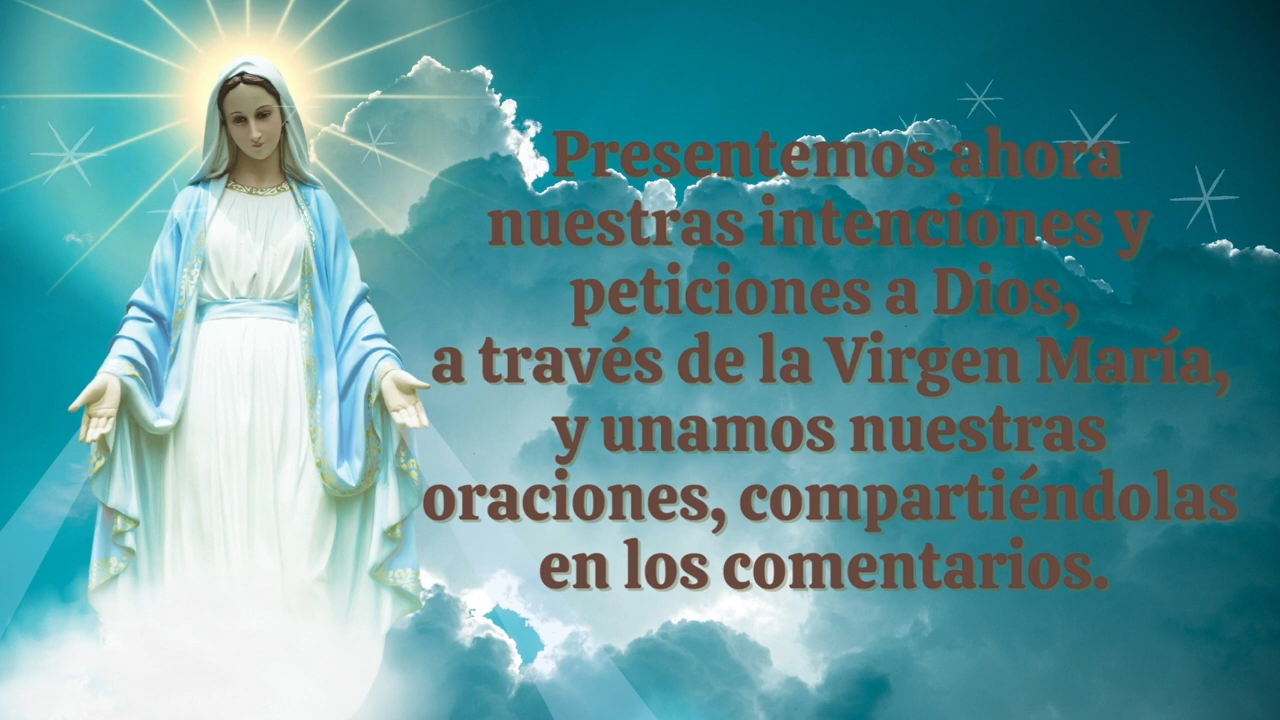 Presentemos ahora
nuestras intenciones y
peticiones a Dios,
a través de la Virgen María,
y unamos nuestras
oraciones, compartiéndolas
en los comentarios.